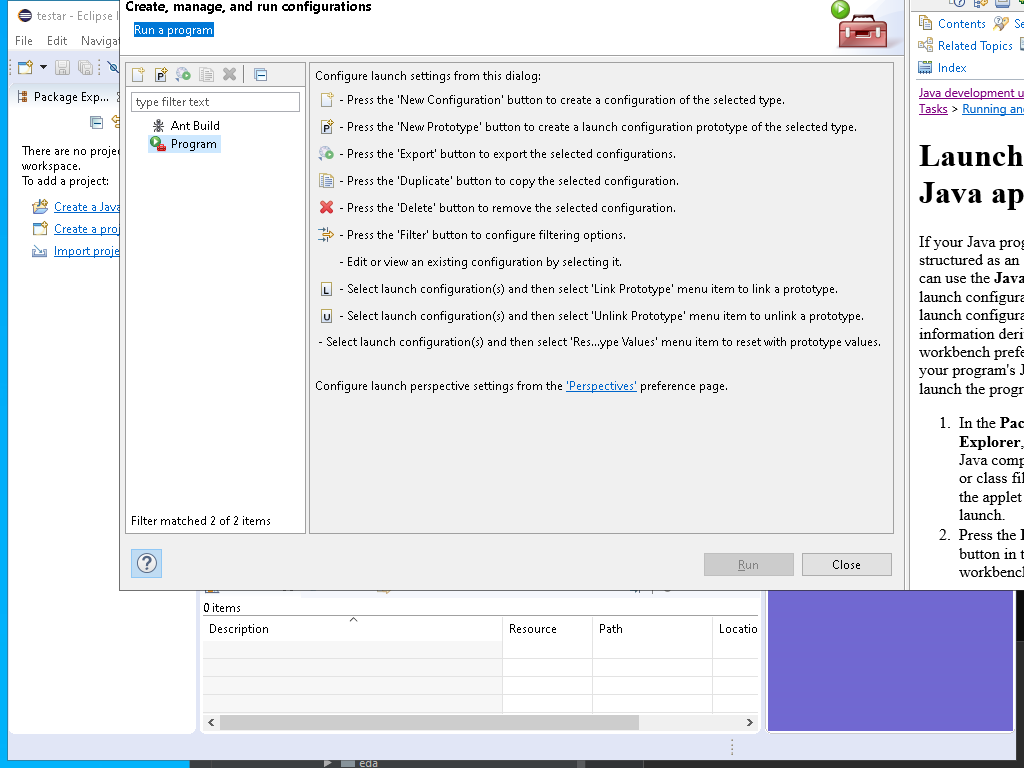 testar - Eclipse I
File Edit Navigat
Package Exp...
There are no projec
workspace.
To add a project:
Create a Java
Create a proj
Import proje
Create, manage, and run configurations
Run a program
type filter text
Ant Build
Program
Filter matched 2 of 2 items
Configure launch settings from this dialog:
- Press the 'New Configuration' button to create a configuration of the selected type.
- Press the 'New Prototype' button to create a launch configuration prototype of the selected type.
- Press the 'Export' button to export the selected configurations.
- Press the 'Duplicate' button to copy the selected configuration.
- Press the 'Delete' button to remove the selected configuration.
- Press the 'Filter' button to configure filtering options.
- Edit or view an existing configuration by selecting it.
L - Select launch configuration(s) and then select 'Link Prototype' menu item to link a prototype.
U - Select launch configuration(s) and then select 'Unlink Prototype' menu item to unlink a prototype.
- Select launch configuration(s) and then select 'Res...ype Values' menu item to reset with prototype values.
Configure launch perspective settings from the 'Perspectives' preference page.
? Run Close
Contents Se
Related Topics
Index
Java development u
Tasks > Running and
Launch
Java ap
If your Java prog
structured as an
can use the Java
launch configura
launch configura
information deri
workbench prefe
your program's J
launch the progr
1. In the Pac
Explorer,
Java comp
or class fil
the applet
launch.
2. Press the
button in t
workbench
0 items
Description Resource Path Locatio
eda